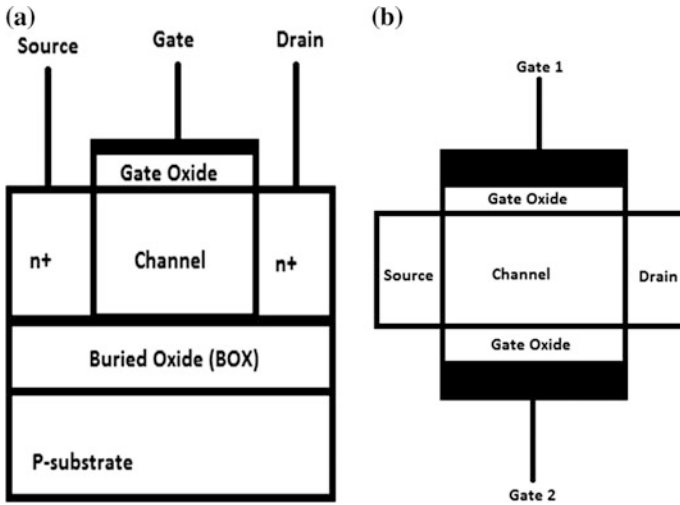 (a)
Source
Gate
Drain
Gate Oxide
n+
Channel
n+
Buried Oxide (BOX)
P-substrate
(b)
Gate 1
Gate Oxide
Source
Channel
Drain
Gate Oxide
Gate 2